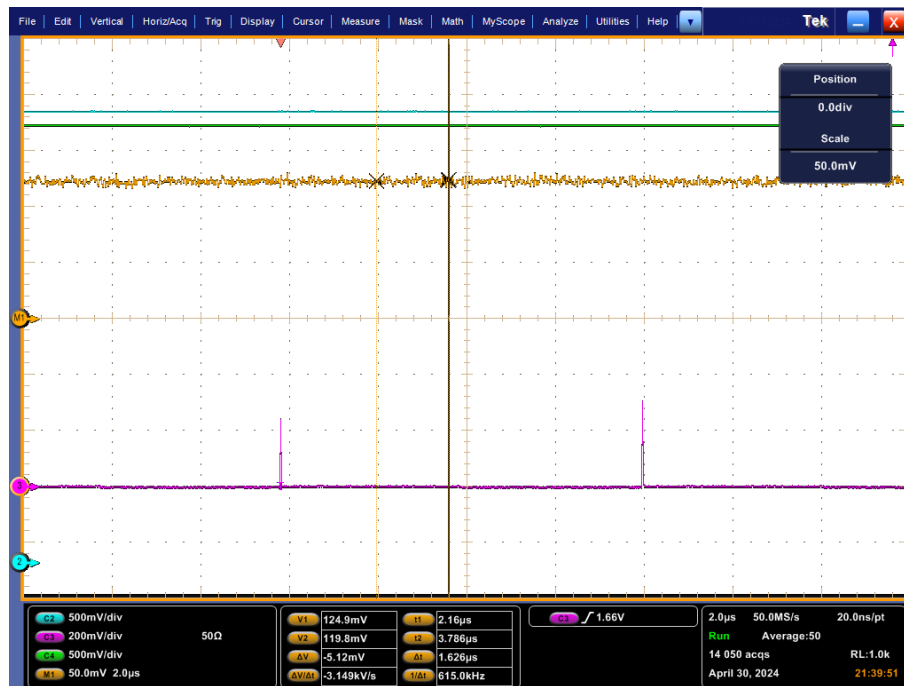 File Edit Vertical Horiz/Acq Trig Display Cursor Measure Mask Math MyScope Analyze Utilities Help Tek X
Position
0.0div
Scale
50.0mV
M1
3
2
C2 500mV/div
C3 200mV/div 50Ω
C4 500mV/div
M1 50.0mV 2.0µs
V1 124.9mV
V2 119.8mV
ΔV -5.12mV
ΔV/Δt -3.149kV/s
t1 2.16µs
t2 3.786µs
Δt 1.626µs
1/Δt 615.0kHz
C3 1.66V
2.0µs 50.0MS/s 20.0ns/pt
Run Average:50
14 050 acqs RL:1.0k
April 30, 2024 21:39:51